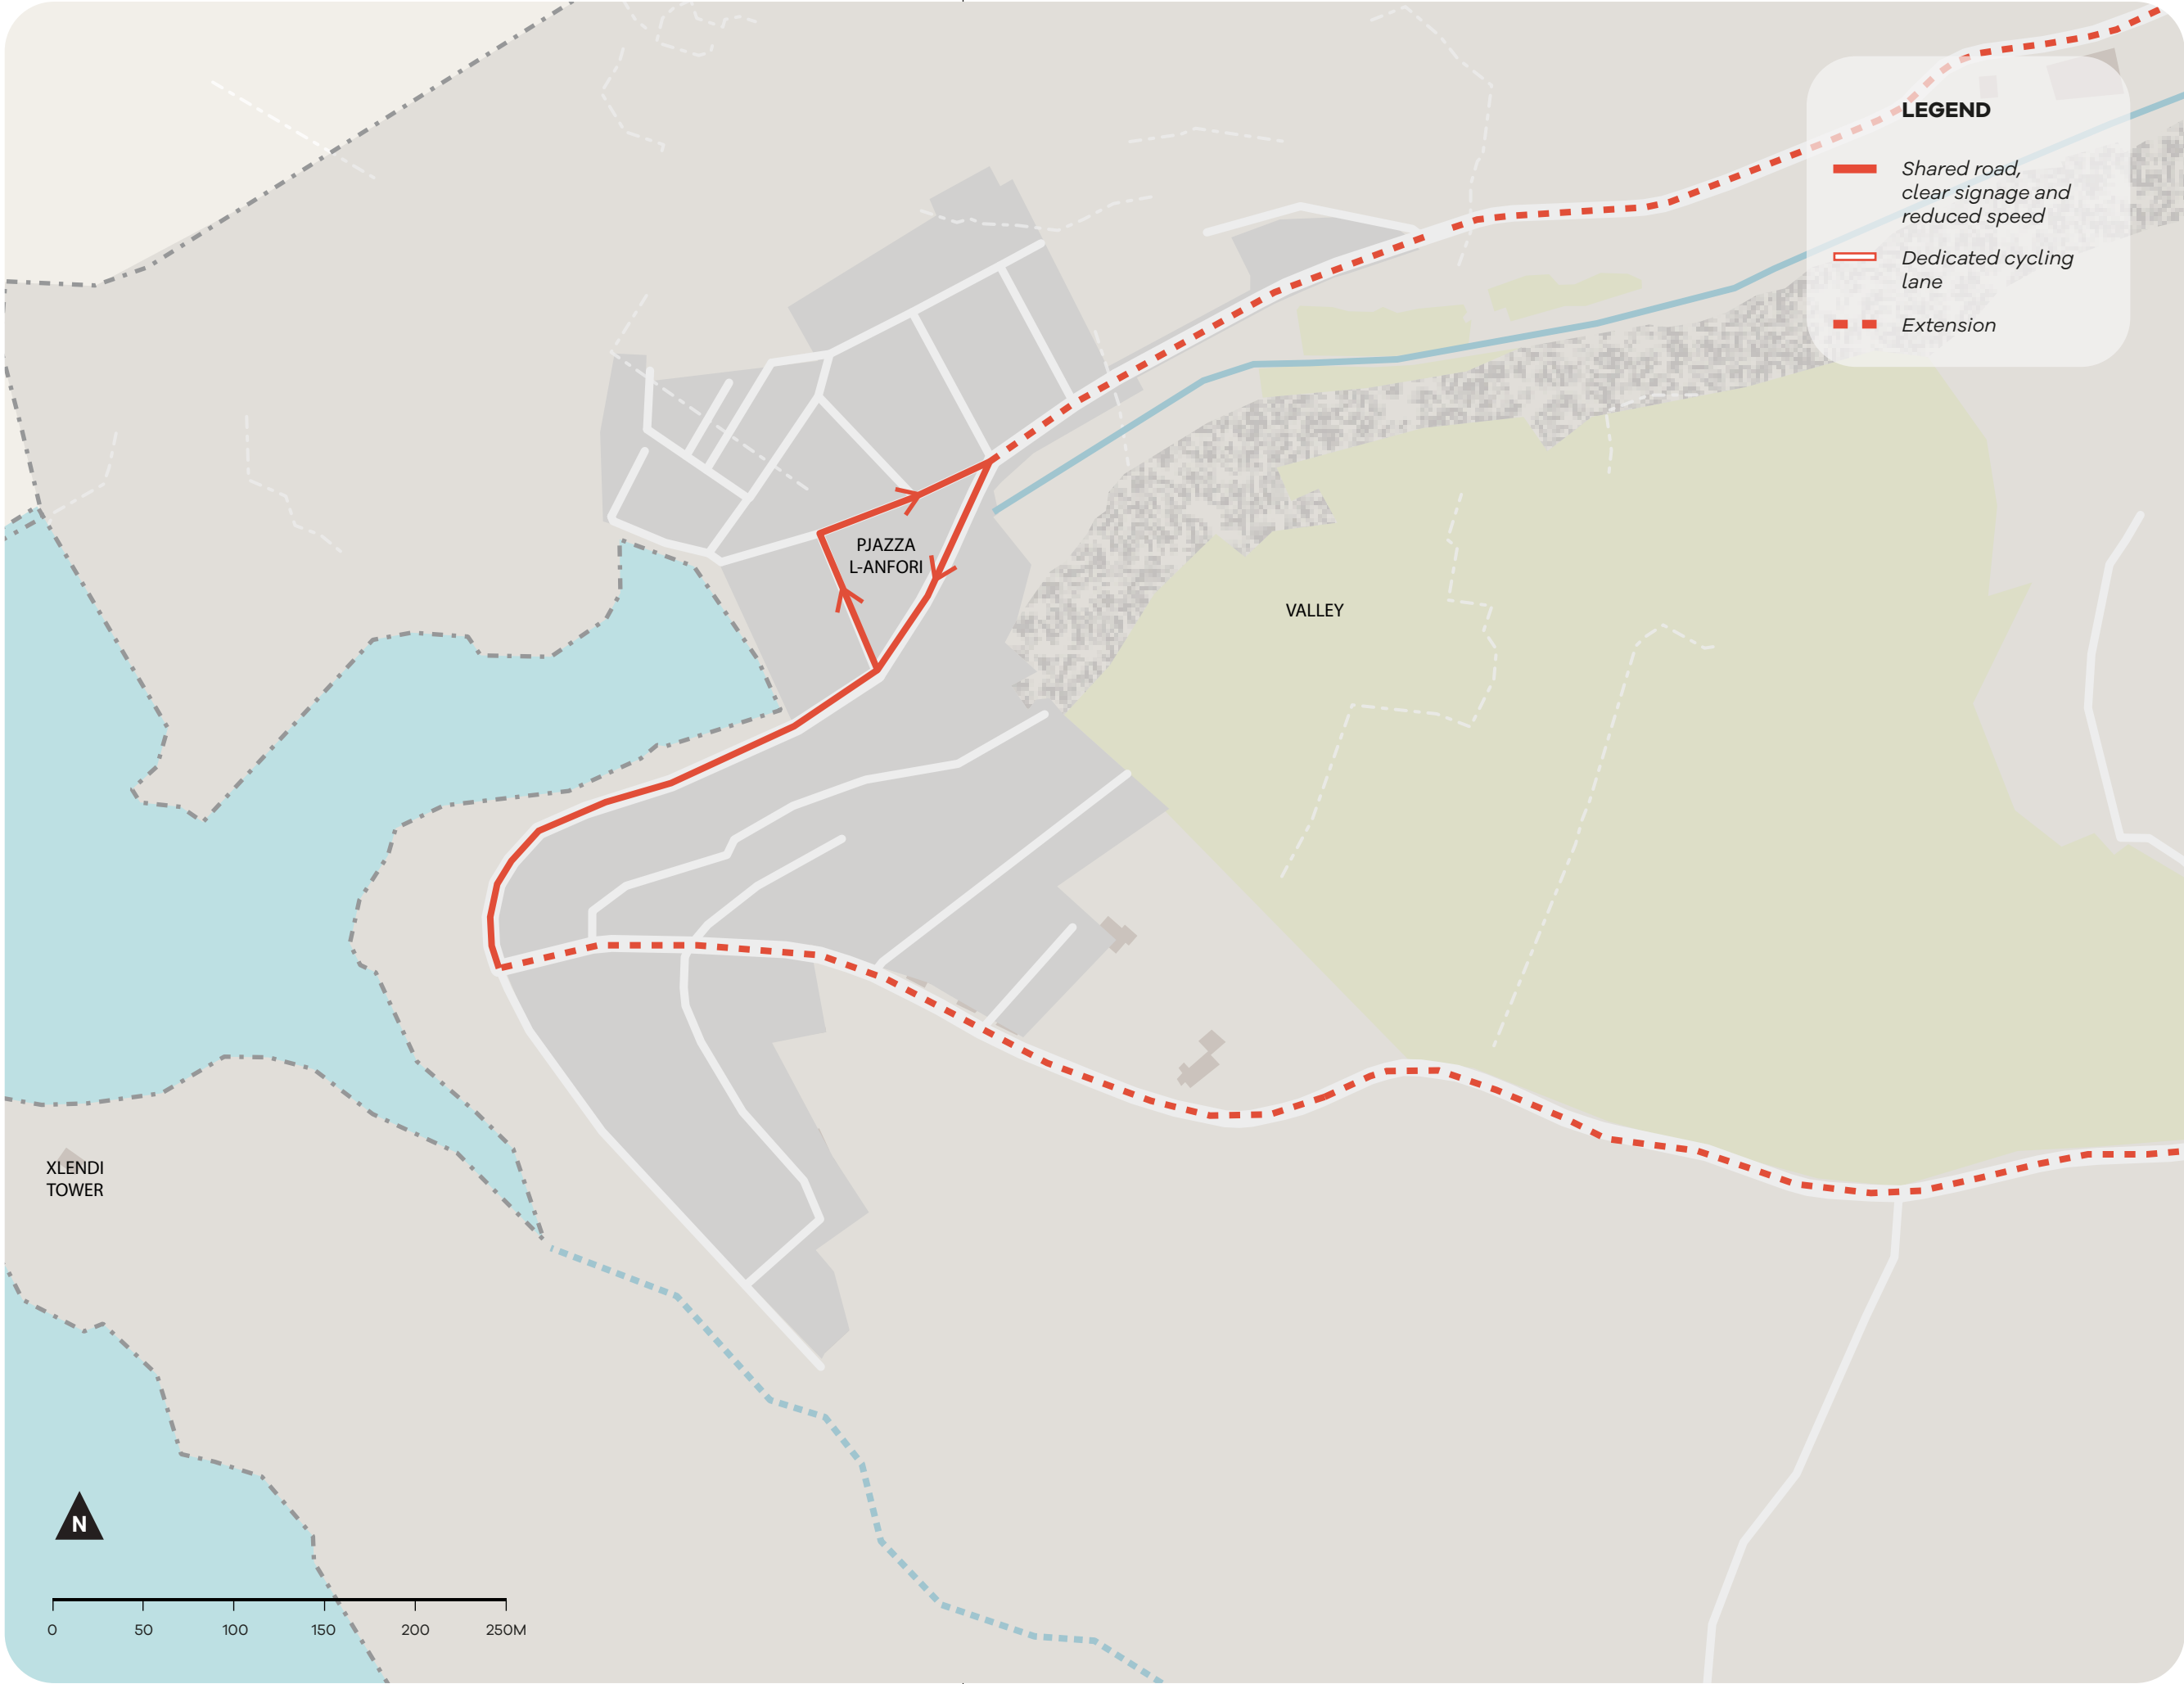 LEGEND
Shared road,
clear signage and
reduced speed
Dedicated cycling
lane
Extension
PJAZZA
L-ANFORI
VALLEY
XLENDI
TOWER
N
0 50 100 150 200 250M